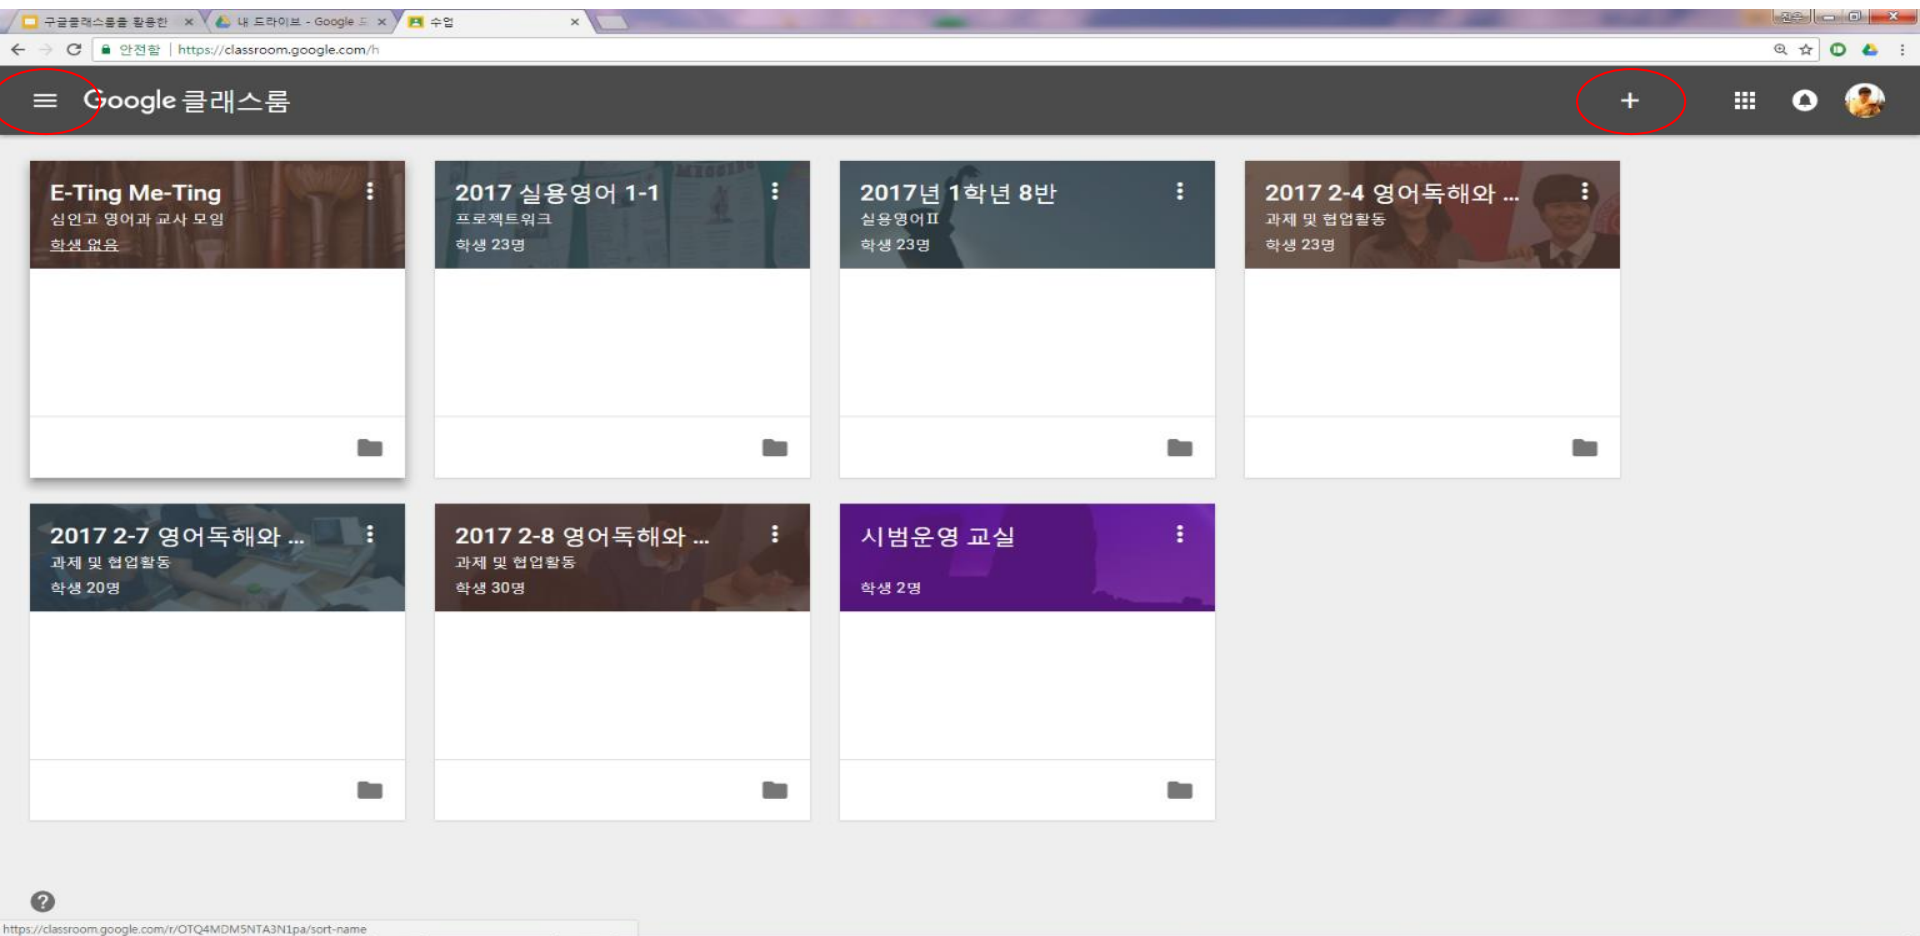 구글클래스룸을 활용한
내 드라이브 - Google 드
수업
안전함 | https://classroom.google.com/h
Google 클래스룸
E-Ting Me-Ting
심인고 영어과 교사 모임
학생 없음
2017 실용영어 1-1
프로젝트워크
학생 23명
2017년 1학년 8반
실용영어Ⅱ
학생 23명
2017 2-4 영어독해와 ...
과제 및 협업활동
학생 23명
2017 2-7 영어독해와 ...
과제 및 협업활동
학생 20명
2017 2-8 영어독해와 ...
과제 및 협업활동
학생 30명
시범운영 교실
학생 2명
https://classroom.google.com/r/OTQ4MDM5NTA3N1pa/sort-name